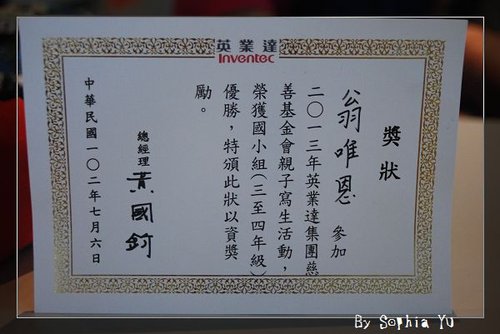 英業達
Inventec
獎狀
翁唯恩 參加
二〇一三年英業達集團慈
善基金會親子寫生活動，
榮獲國小組(三至四年級)
優勝，特頒此狀以資獎
勵。
總經理 黃國鈞
中華民國一〇二年七月六日
By Sophia Yu